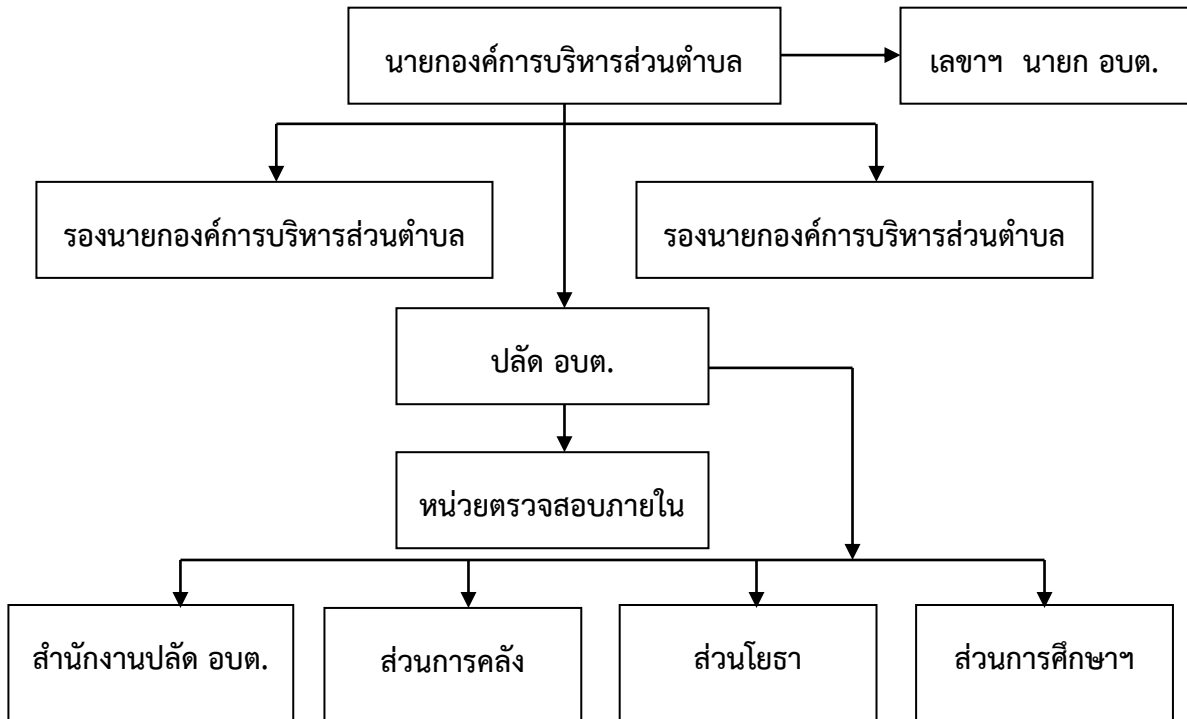 นายกองค์การบริหารส่วนตำบล
เลขาฯ นายก อบต.
รองนายกองค์การบริหารส่วนตำบล
รองนายกองค์การบริหารส่วนตำบล
ปลัด อบต.
หน่วยตรวจสอบภายใน
สำนักงานปลัด อบต.
ส่วนการคลัง
ส่วนโยธา
ส่วนการศึกษาฯ